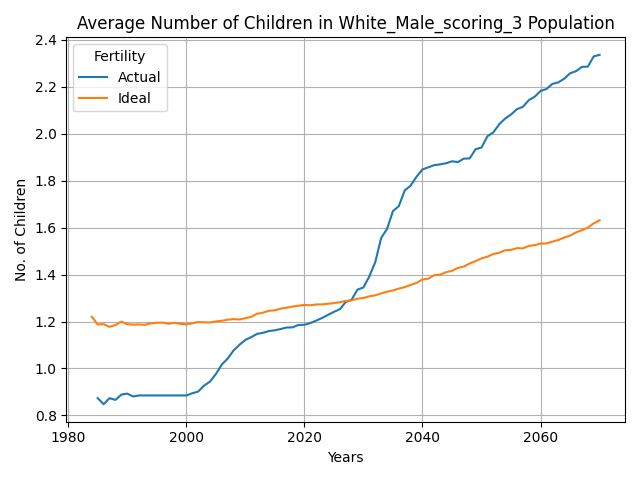 Average Number of Children in White_Male_scoring_3 Population
Fertility
Actual
Ideal
No. of Children
2.4
2.2
2.0
1.8
1.6
1.4
1.2
1.0
0.8
1980 2000 2020 2040 2060
Years